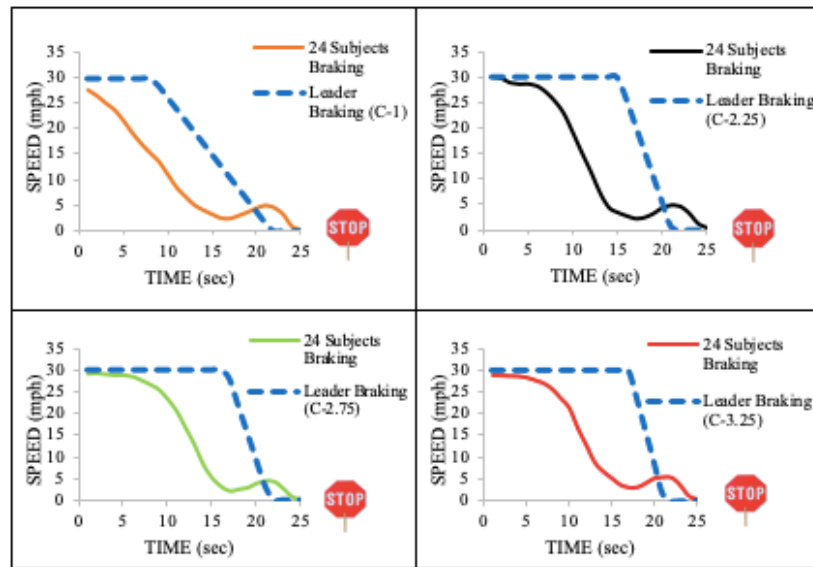 35
30
25
20
15
10
5
0
SPEED (mph)
0 5 10 15 20 25
TIME (sec)
24 Subjects
Braking
Leader
Braking (C-1)
STOP
35
30
25
20
15
10
5
0
SPEED (mph)
0 5 10 15 20 25
TIME (sec)
24 Subjects
Braking
Leader Braking
(C-2.25)
STOP
35
30
25
20
15
10
5
0
SPEED (mph)
0 5 10 15 20 25
TIME (sec)
24 Subjects
Braking
Leader Braking
(C-2.75)
STOP
35
30
25
20
15
10
5
0
SPEED (mph)
0 5 10 15 20 25
TIME (sec)
24 Subjects
Braking
Leader Braking
(C-3.25)
STOP